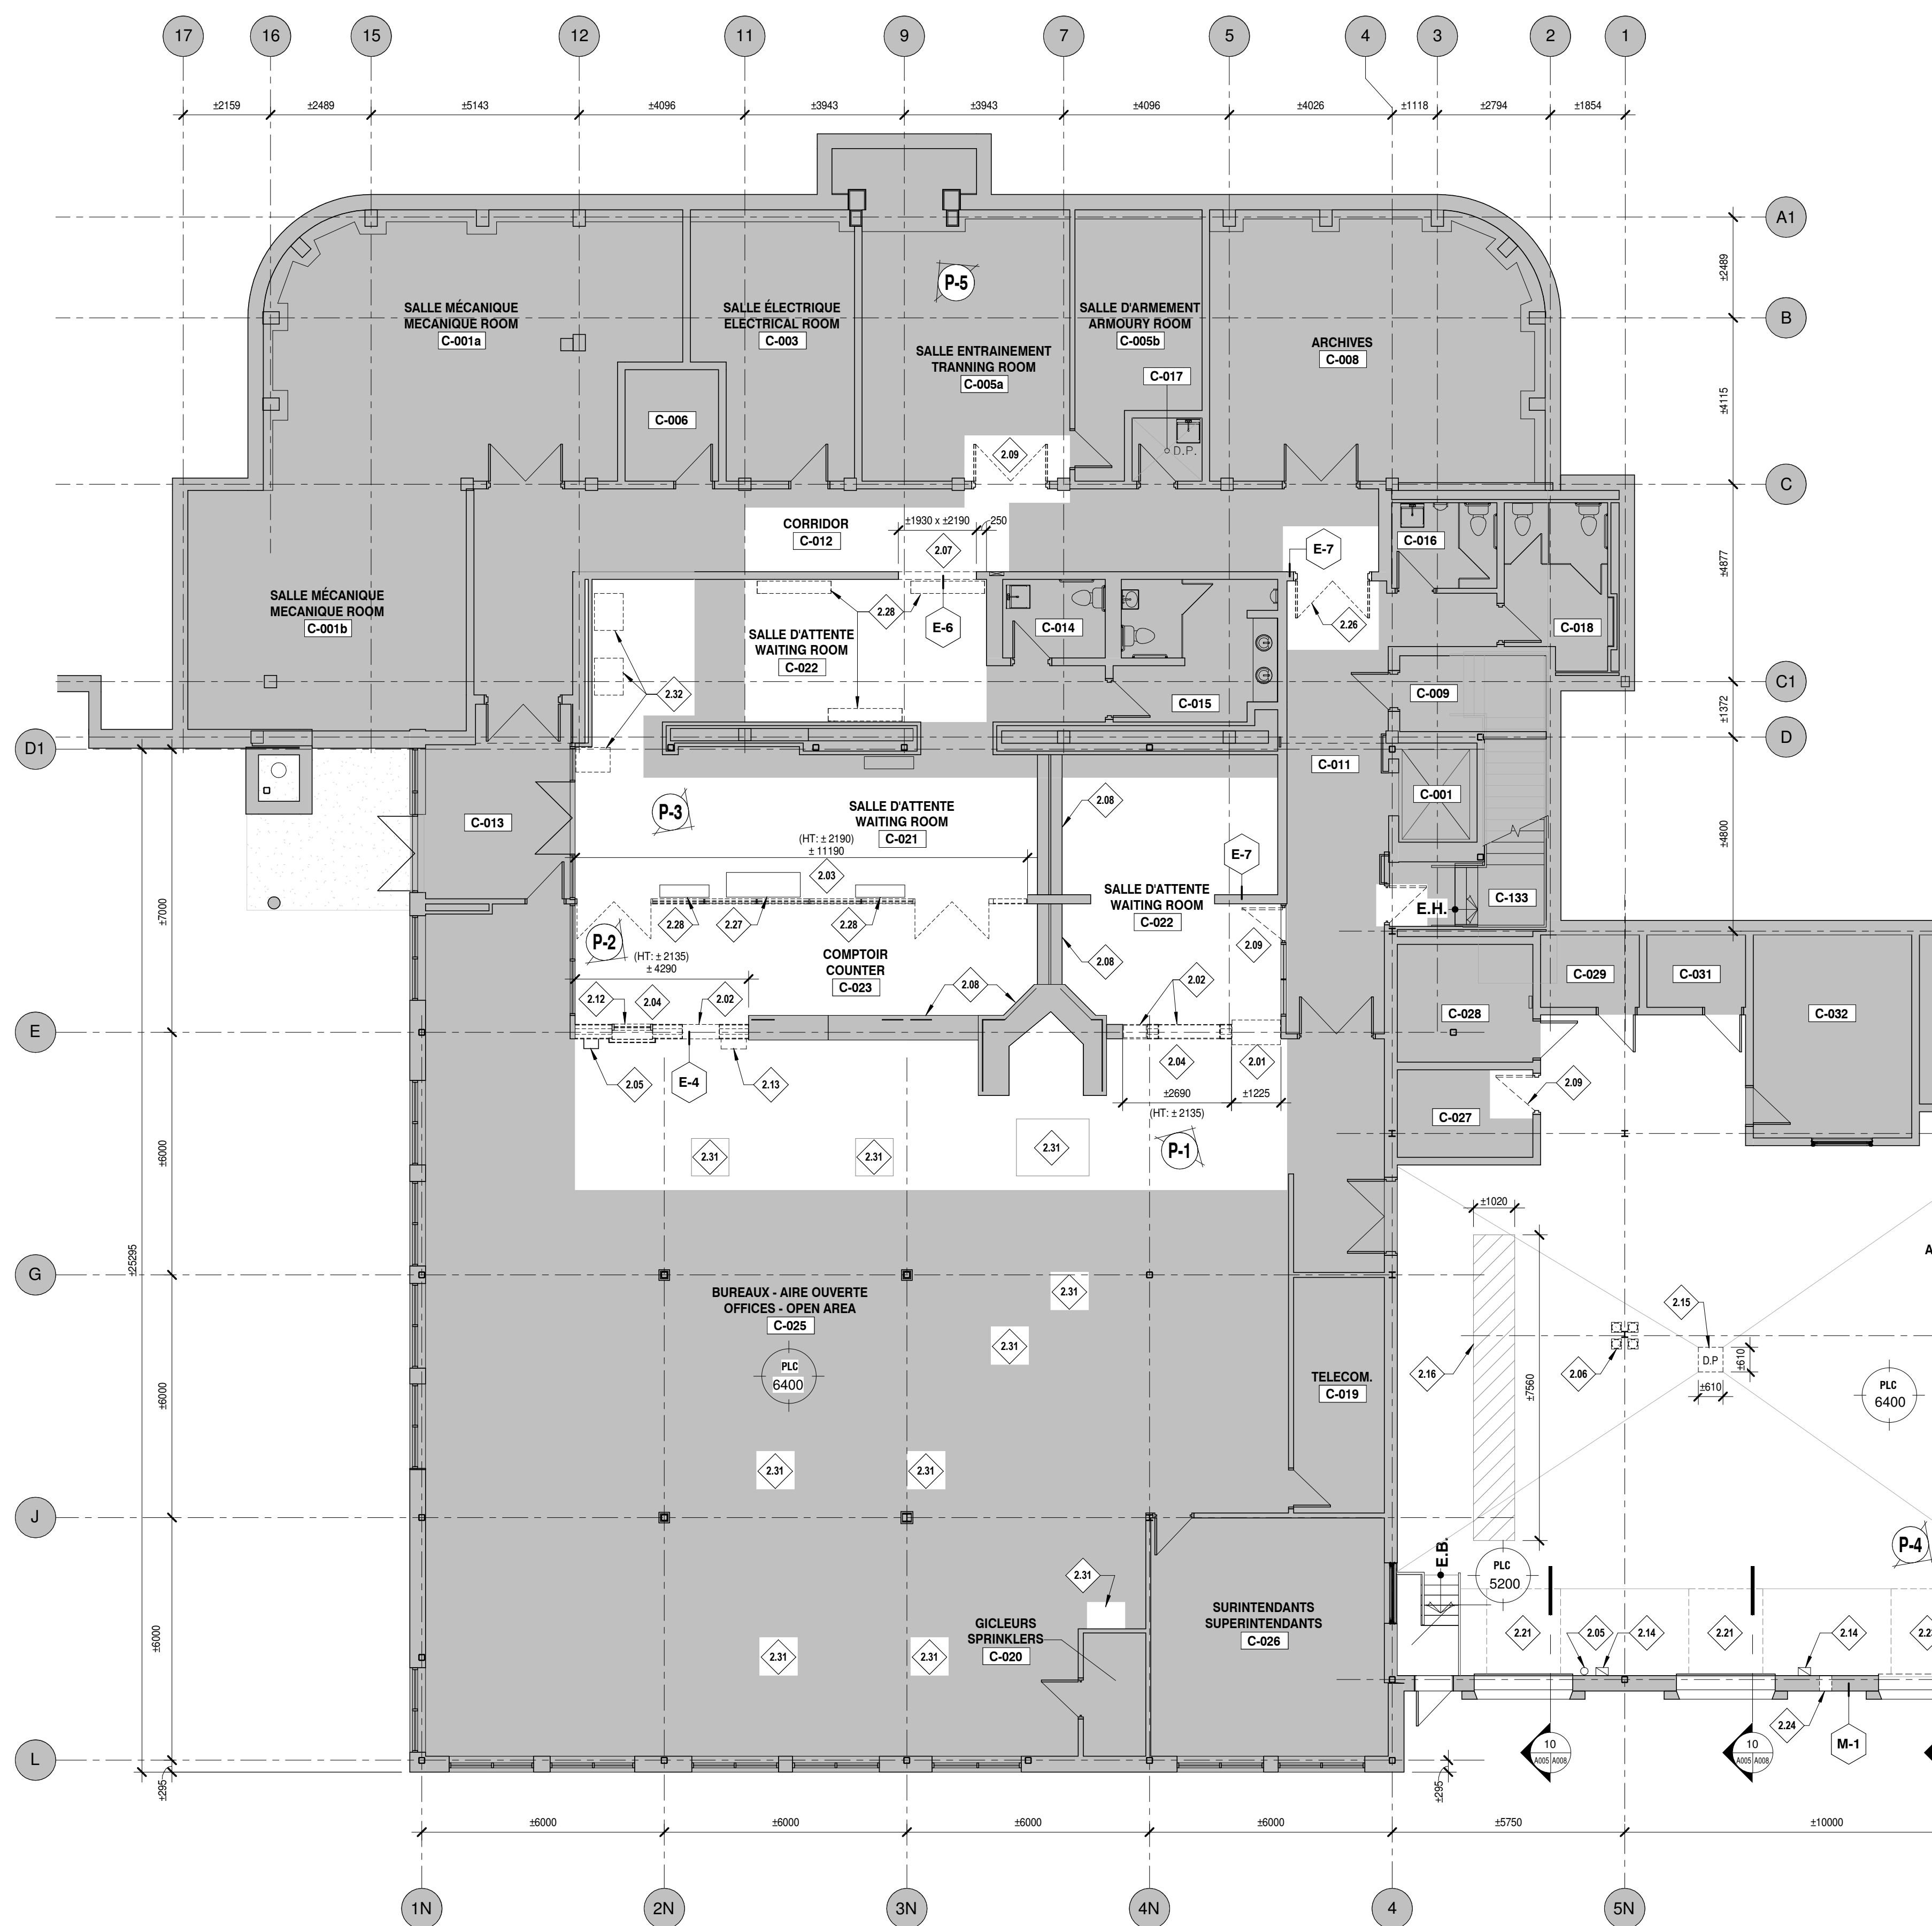 17
16
15
12
11
9
7
5
4
3
2
1
±2159
±2489
±5143
±4096
±3943
±3943
±4096
±4026
±1118
±2794
±1854
A1
±2489
B
±4115
C
±4877
C1
±1372
D
±4800
SALLE MÉCANIQUE
MECANIQUE ROOM
C-001a
SALLE ÉLECTRIQUE
ELECTRICAL ROOM
C-003
P-5
SALLE ENTRAINEMENT
TRANNING ROOM
C-005a
SALLE D'ARMEMENT
ARMOURY ROOM
C-005b
C-017
D.P.
ARCHIVES
C-008
C-006
2.09
CORRIDOR
C-012
±1930 x ±2190
250
2.07
E-7
C-016
SALLE MÉCANIQUE
MECANIQUE ROOM
C-001b
2.28
E-6
SALLE D'ATTENTE
WAITING ROOM
C-022
C-014
2.26
C-018
2.32
C-015
C-009
D1
C-011
C-001
C-013
P-3
SALLE D'ATTENTE
WAITING ROOM
C-021
(HT: ± 2190)
± 11190
2.03
2.08
E-7
SALLE D'ATTENTE
WAITING ROOM
C-022
E.H.
C-133
2.28
2.27
2.28
P-2
(HT: ± 2135)
± 4290
COMPTOIR
COUNTER
C-023
2.08
2.08
2.09
2.12
2.04
2.02
2.02
C-029
C-031
C-028
C-032
E
2.05
E-4
2.13
2.04
2.01
±2690
±1225
(HT: ± 2135)
P-1
2.09
C-027
2.31
2.31
2.31
±7000
±6000
±25295
G
±6000
J
±6000
L
±295
BUREAUX - AIRE OUVERTE
OFFICES - OPEN AREA
C-025
PLC
6400
2.31
2.31
2.31
2.31
TELECOM.
C-019
±1020
2.16
±7560
2.15
2.06
D.P
±610
±610
PLC
6400
A
P-4
E.B.
PLC
5200
2.31
GICLEURS
SPRINKLERS
C-020
2.31
2.31
SURINTENDANTS
SUPERINTENDANTS
C-026
2.21
2.05
2.14
2.21
2.14
2.24
M-1
10
A005 A008
10
A005 A008
±295
±6000
±6000
±6000
±6000
±5750
±10000
1N
2N
3N
4N
4
5N